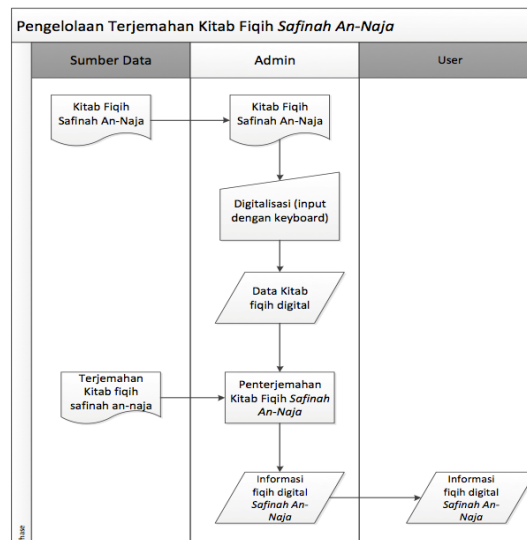 Pengelolaan Terjemahan Kitab Fiqih Safinah An-Naja
Sumber Data
Admin
User
Kitab Fiqih
Safinah An-Naja
Kitab Fiqih
Safinah An-Naja
Digitalisasi (input
dengan keyboard)
Data Kitab
fiqih digital
Terjemahan
Kitab fiqih
safinah an-naja
Penterjemahan
Kitab Fiqih Safinah
An-Naja
Informasi
fiqih digital
Safinah An-
Naja
Informasi
fiqih digital
Safinah An-
Naja